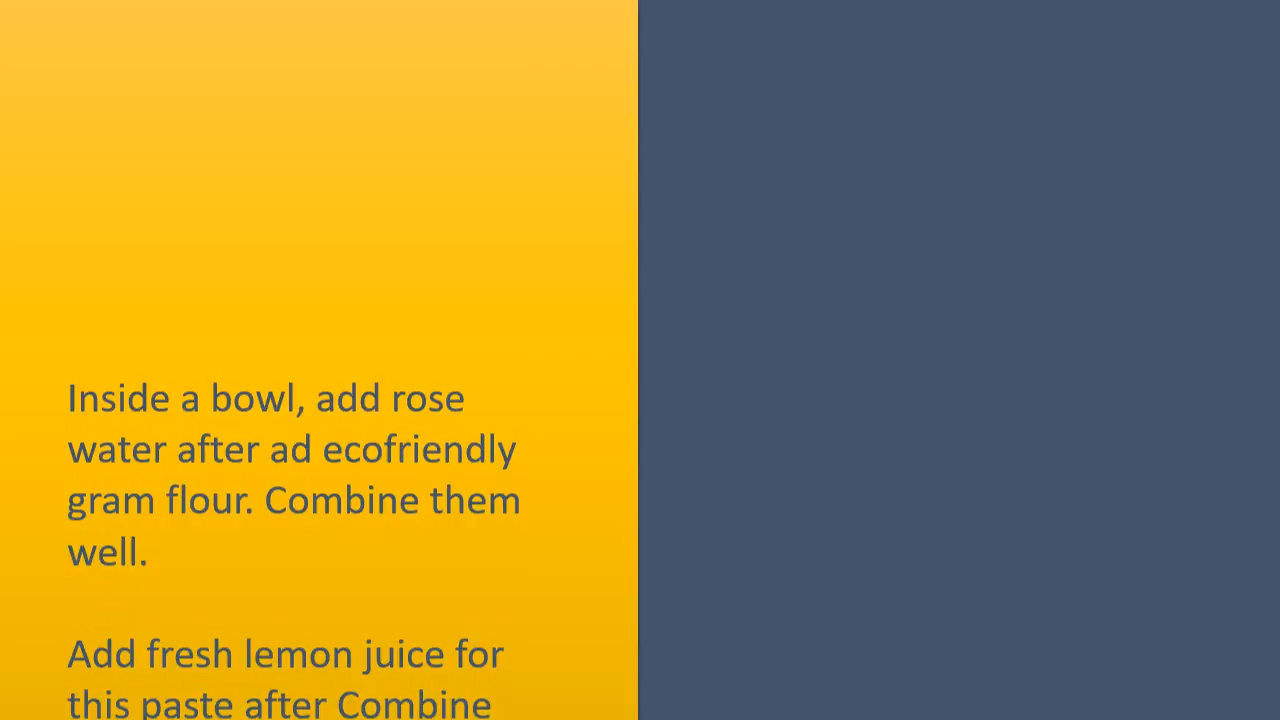 Inside a bowl, add rose
water after ad ecofriendly
gram flour. Combine them
well.
Add fresh lemon juice for
this paste after Combine